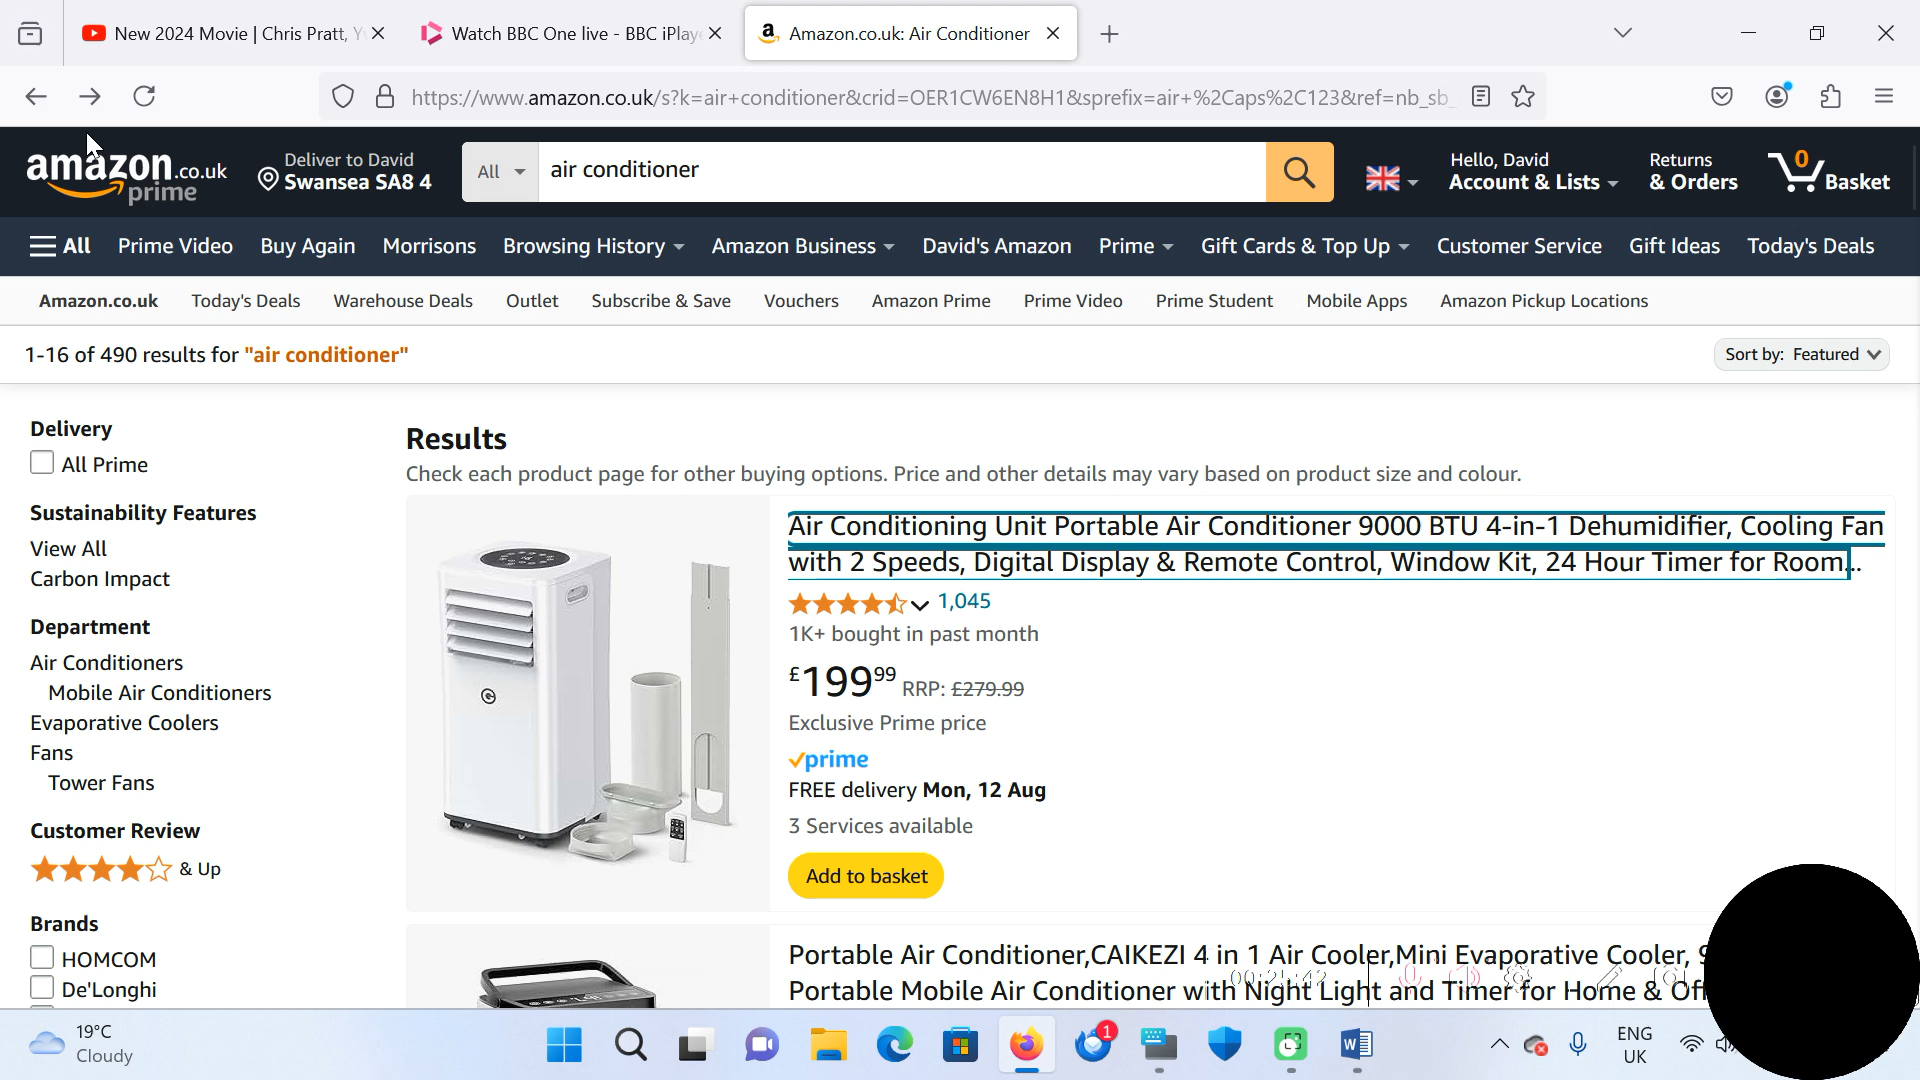 New 2024 Movie | Chris Pratt, Yv
Watch BBC One live - BBC iPlaye
Amazon.co.uk: Air Conditioner
https://www.amazon.co.uk/s?k=air+conditioner&crid=OER1CW6EN8H1&sprefix=air+%2Caps%2C123&ref=nb_sb_
amazon.co.uk
prime
Deliver to David
Swansea SA8 4
All
air conditioner
Hello, David
Account & Lists
Returns
& Orders
0
Basket
All
Prime Video
Buy Again
Morrisons
Browsing History
Amazon Business
David's Amazon
Prime
Gift Cards & Top Up
Customer Service
Gift Ideas
Today's Deals
Amazon.co.uk
Today's Deals
Warehouse Deals
Outlet
Subscribe & Save
Vouchers
Amazon Prime
Prime Video
Prime Student
Mobile Apps
Amazon Pickup Locations
1-16 of 490 results for "air conditioner"
Sort by: Featured
Delivery
All Prime
Sustainability Features
View All
Carbon Impact
Department
Air Conditioners
Mobile Air Conditioners
Evaporative Coolers
Fans
Tower Fans
Customer Review
& Up
Brands
HOMCOM
De'Longhi
Results
Check each product page for other buying options. Price and other details may vary based on product size and colour.
Air Conditioning Unit Portable Air Conditioner 9000 BTU 4-in-1 Dehumidifier, Cooling Fan
with 2 Speeds, Digital Display & Remote Control, Window Kit, 24 Hour Timer for Room...
1,045
1K+ bought in past month
£199.99 RRP: £279.99
Exclusive Prime price
prime
FREE delivery Mon, 12 Aug
3 Services available
Add to basket
Portable Air Conditioner,CAIKEZI 4 in 1 Air Cooler,Mini Evaporative Cooler, 9
Portable Mobile Air Conditioner with Night Light and Timer for Home & Off
00:25:42
19°C
Cloudy
1
ENG
UK